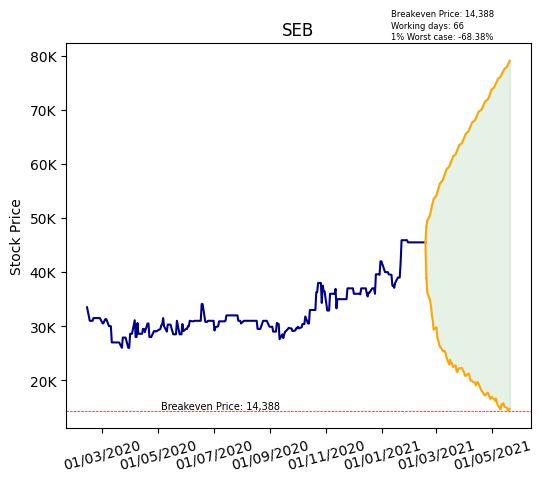 Breakeven Price: 14,388
Working days: 66
1% Worst case: -68.38%
SEB
Stock Price
80K
70K
60K
50K
40K
30K
20K
Breakeven Price: 14,388
01/03/2020
01/05/2020
01/07/2020
01/09/2020
01/11/2020
01/01/2021
01/03/2021
01/05/2021